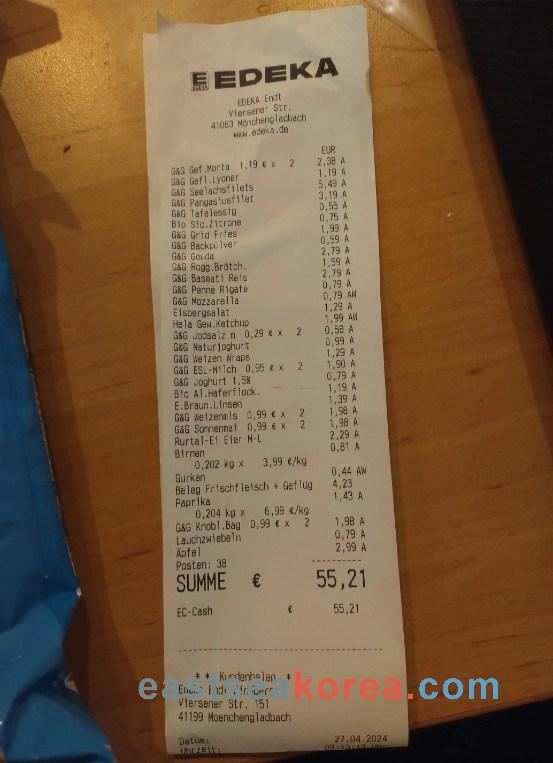 EDEKA
EDEKA Endt
Viersener Str.
41063 Mönchengladbach
www.edeka.de
EUR
G&G Gef.Morta 1,19 € x 2 2,38 A
G&G Gefl.Lyoner 1,19 A
G&G Seelachsfilets 5,49 A
G&G Pangasiusfilet 3,19 A
G&G Tafelessig 0,55 A
Bio Siz.Zitrone 0,75 A
G&G Grid Fries 1,99 A
G&G Backpulver 0,59 A
G&G Gouda 2,79 A
G&G Rogg.Brötch. 1,59 A
G&G Basmati Reis 2,79 A
G&G Penne Rigate 0,79 A
G&G Mozzarella 0,79 AW
Eisbergsalat 1,29 A
Hela Gew.Ketchup 1,99 AW
G&G Jodsalz m 0,29 € x 2 0,58 A
G&G Naturjoghurt 0,99 A
G&G Weizen Wraps 1,29 A
G&G ESL-Milch 0,95 € x 2 1,90 A
G&G Joghurt 1,5% 0,79 A
Bio Al.Haferflock. 1,19 A
E.Braun.Linsen 1,39 A
G&G Weizenmis 0,99 € x 2 1,98 A
G&G Sonnenmai 0,99 € x 2 1,98 A
Rurtal-Ei Eier M-L 2,29 A
Birnen 0,81 A
0,202 kg x 3,99 €/kg
Gurken 0,44 AW
Beleg Frischfleisch + Geflüg 4,23
Paprika 1,43 A
0,204 kg x 6,99 €/kg
G&G Knobl.Bag 0,99 € x 2 1,98 A
Lauchzwiebeln 0,79 A
Äpfel 2,99 A
Posten: 38
SUMME € 55,21
EC-Cash € 55,21
* * Kundenbeleg *
eastseakorea.com
Viersener Str. 151
41199 Moenchengladbach
Datum: 27.04.2024
Uhrzeit: